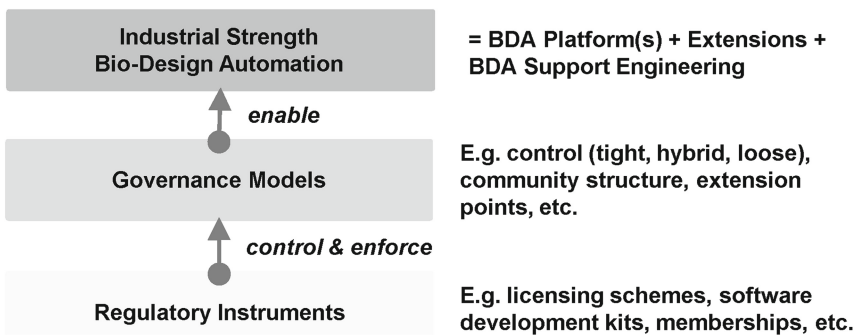 Industrial Strength
Bio-Design Automation
= BDA Platform(s) + Extensions +
BDA Support Engineering
enable
Governance Models
E.g. control (tight, hybrid, loose),
community structure, extension
points, etc.
control & enforce
Regulatory Instruments
E.g. licensing schemes, software
development kits, memberships, etc.